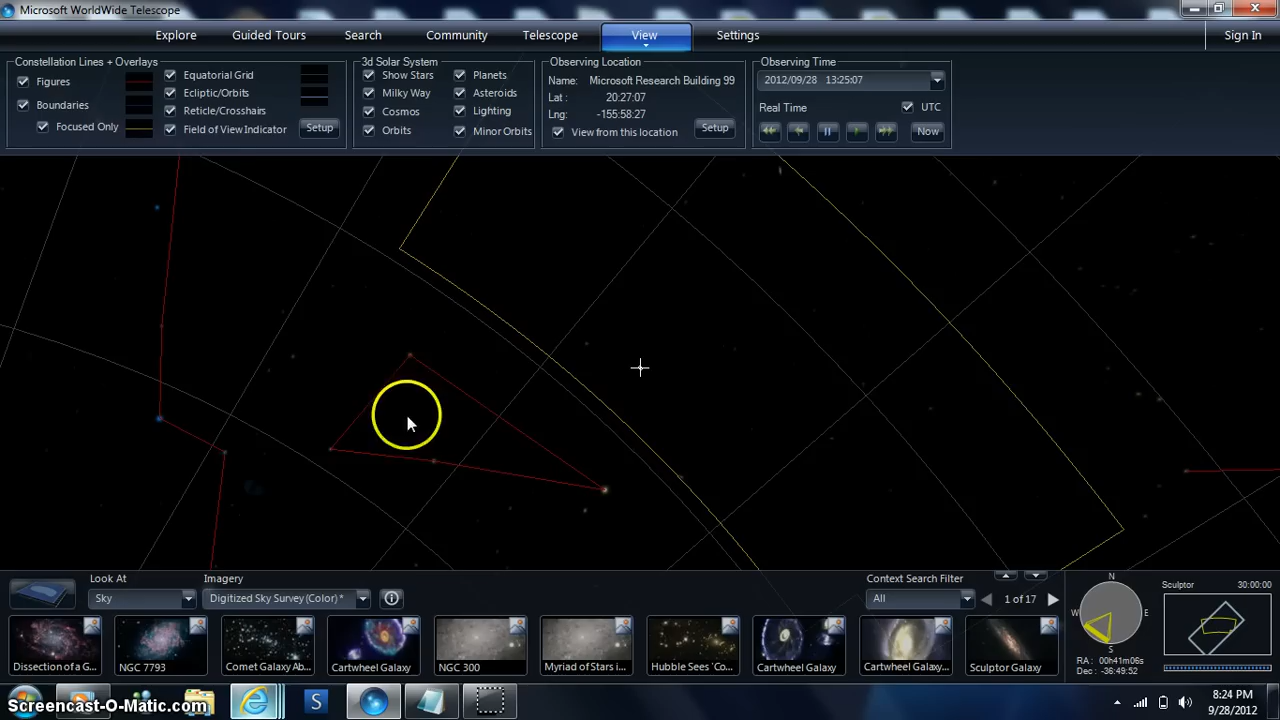 Microsoft WorldWide Telescope
Explore Guided Tours Search Community Telescope View Settings Sign In
Constellation Lines + Overlays
Figures
Boundaries
Focused Only
Equatorial Grid
Ecliptic/Orbits
Reticle/Crosshairs
Field of View Indicator
Setup
3d Solar System
Show Stars
Milky Way
Cosmos
Orbits
Planets
Asteroids
Lighting
Minor Orbits
Observing Location
Name: Microsoft Research Building 99
Lat : 20:27:07
Lng: -155:58:27
View from this location
Setup
Observing Time
2012/09/28 13:25:07
Real Time
UTC
Now
Look At
Sky
Imagery
Digitized Sky Survey (Color) *
Context Search Filter
All
1 of 17
Dissection of a G...
NGC 7793
Comet Galaxy Ab...
Cartwheel Galaxy
NGC 300
Myriad of Stars i...
Hubble Sees 'Co...
Cartwheel Galaxy
Cartwheel Galaxy...
Sculptor Galaxy
N
W
E
S
RA : 00h41m06s
Dec : -36:49:52
Sculptor 30:00:00
S
Screencast-O-Matic.com
8:24 PM
9/28/2012